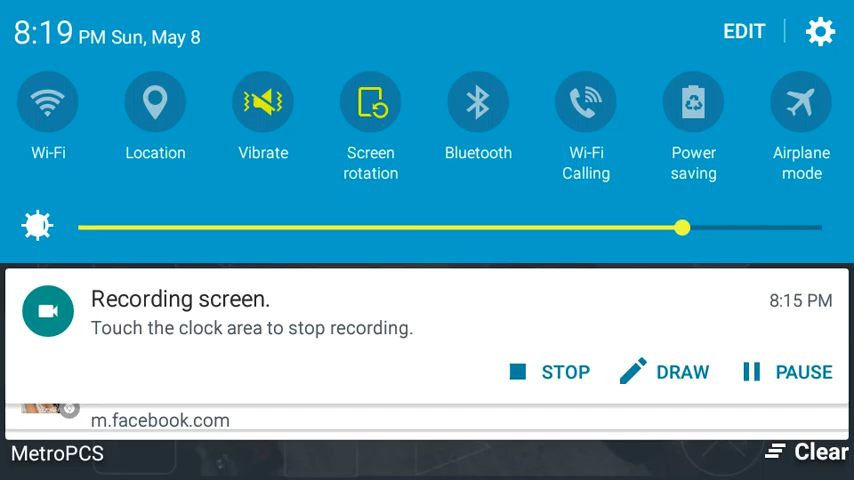 8:19 PM Sun, May 8 EDIT
Wi-Fi Location Vibrate Screen rotation Bluetooth Wi-Fi Calling Power saving Airplane mode
Recording screen. 8:15 PM
Touch the clock area to stop recording.
STOP DRAW PAUSE
m.facebook.com
MetroPCS Clear